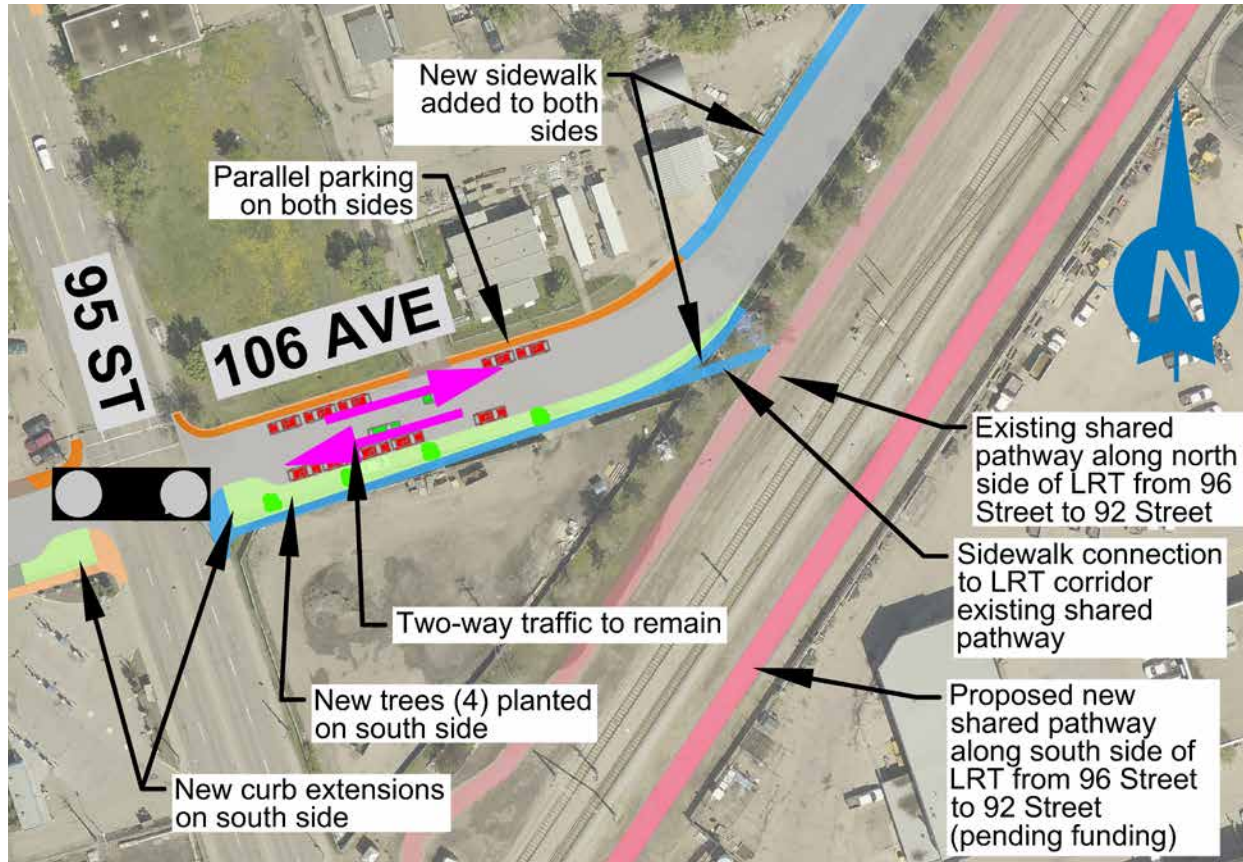 New sidewalk
added to both
sides
Parallel parking
on both sides
95 ST
106 AVE
N
Existing shared
pathway along north
side of LRT from 96
Street to 92 Street
Sidewalk connection
to LRT corridor
existing shared
pathway
Two-way traffic to remain
New trees (4) planted
on south side
Proposed new
shared pathway
along south side of
LRT from 96 Street
to 92 Street
(pending funding)
New curb extensions
on south side